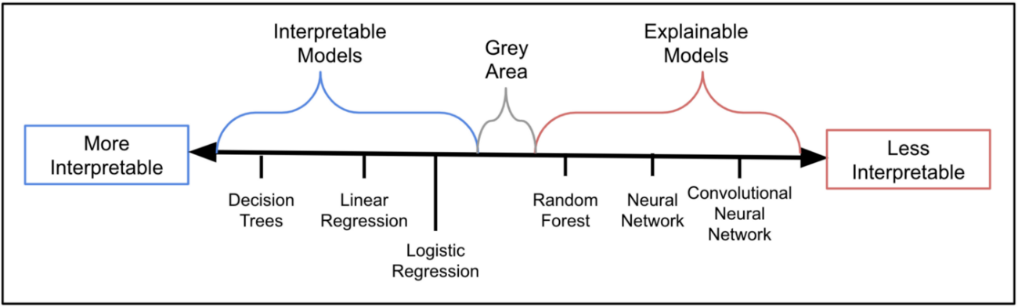 Interpretable
Models
Grey
Area
Explainable
Models
More
Interpretable
Less
Interpretable
Decision
Trees
Linear
Regression
Logistic
Regression
Random
Forest
Neural
Network
Convolutional
Neural
Network